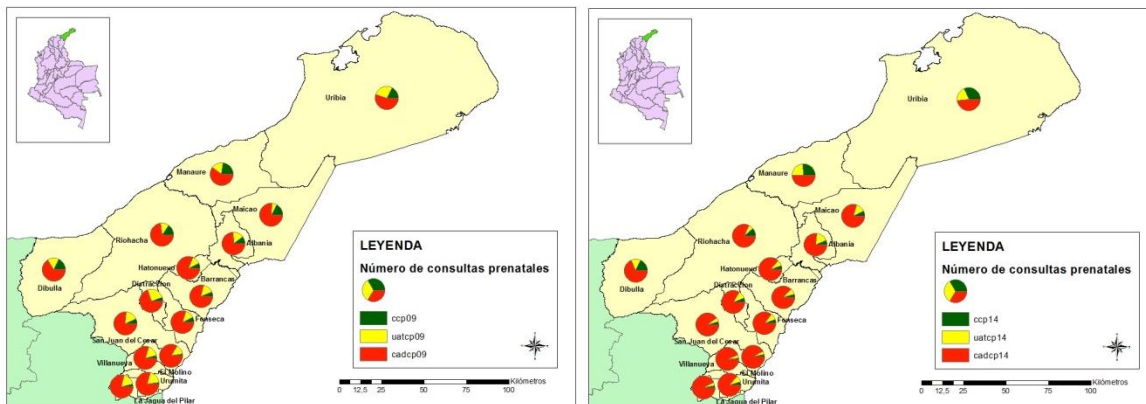 Uribia
Manaure
Maicao
Riohacha
Albania
Dibulla
Hatonuevo
Barrancas
Distraccion
Fonseca
San Juan del Cesar
Villanueva
El Molino
Urumita
La Jagua del Pilar
LEYENDA
Número de consultas prenatales
ccp09
uatcp09
cadcp09
Kilómetros
0 12,5 25 50 75 100
Uribia
Manaure
Maicao
Riohacha
Albania
Dibulla
Hatonuevo
Barrancas
Distraccion
Fonseca
San Juan del Cesar
Villanueva
El Molino
Urumita
La Jagua del Pilar
LEYENDA
Número de consultas prenatales
ccp14
uatcp14
cadcp14
Kilómetros
0 12,5 25 50 75 100